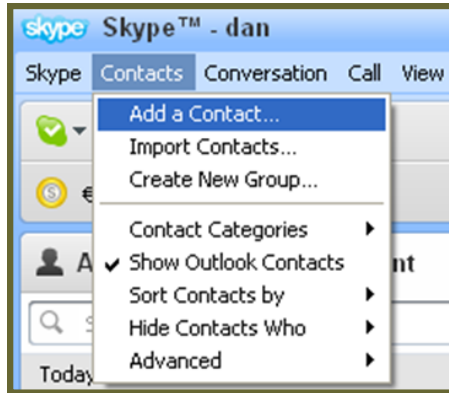 skype Skype™ - dan
Skype Contacts Conversation Call View
Add a Contact...
Import Contacts...
€ Create New Group...
Contact Categories
A Show Outlook Contacts nt
Sort Contacts by
S Hide Contacts Who
Advanced
Today